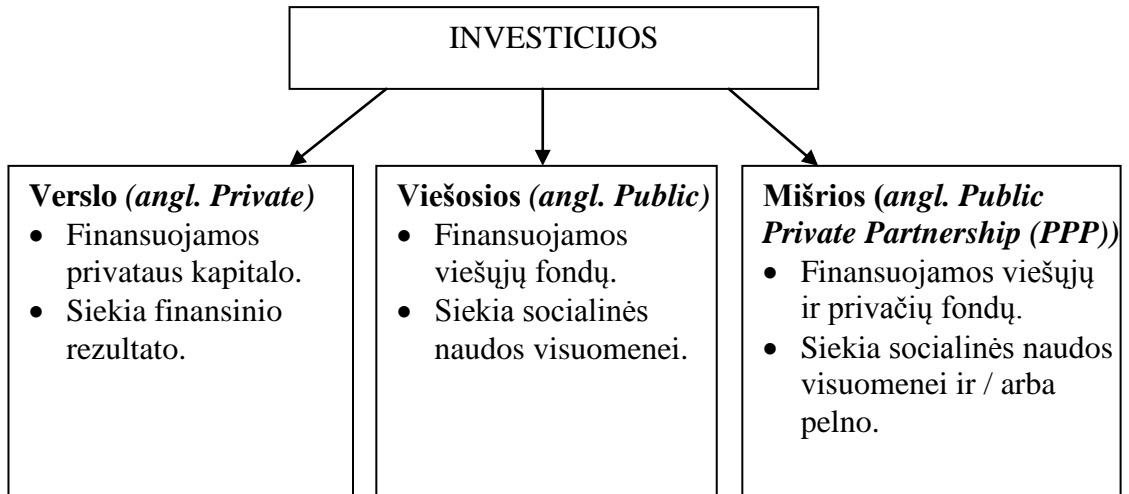 INVESTICIJOS
Verslo (angl. Private)
• Finansuojamos
privataus kapitalo.
• Siekia finansinio
rezultato.
Viešosios (angl. Public)
• Finansuojamos
viešųjų fondų.
• Siekia socialinės
naudos visuomenei.
Mišrios (angl. Public
Private Partnership (PPP))
• Finansuojamos viešųjų
ir privačių fondų.
• Siekia socialinės naudos
visuomenei ir / arba
pelno.